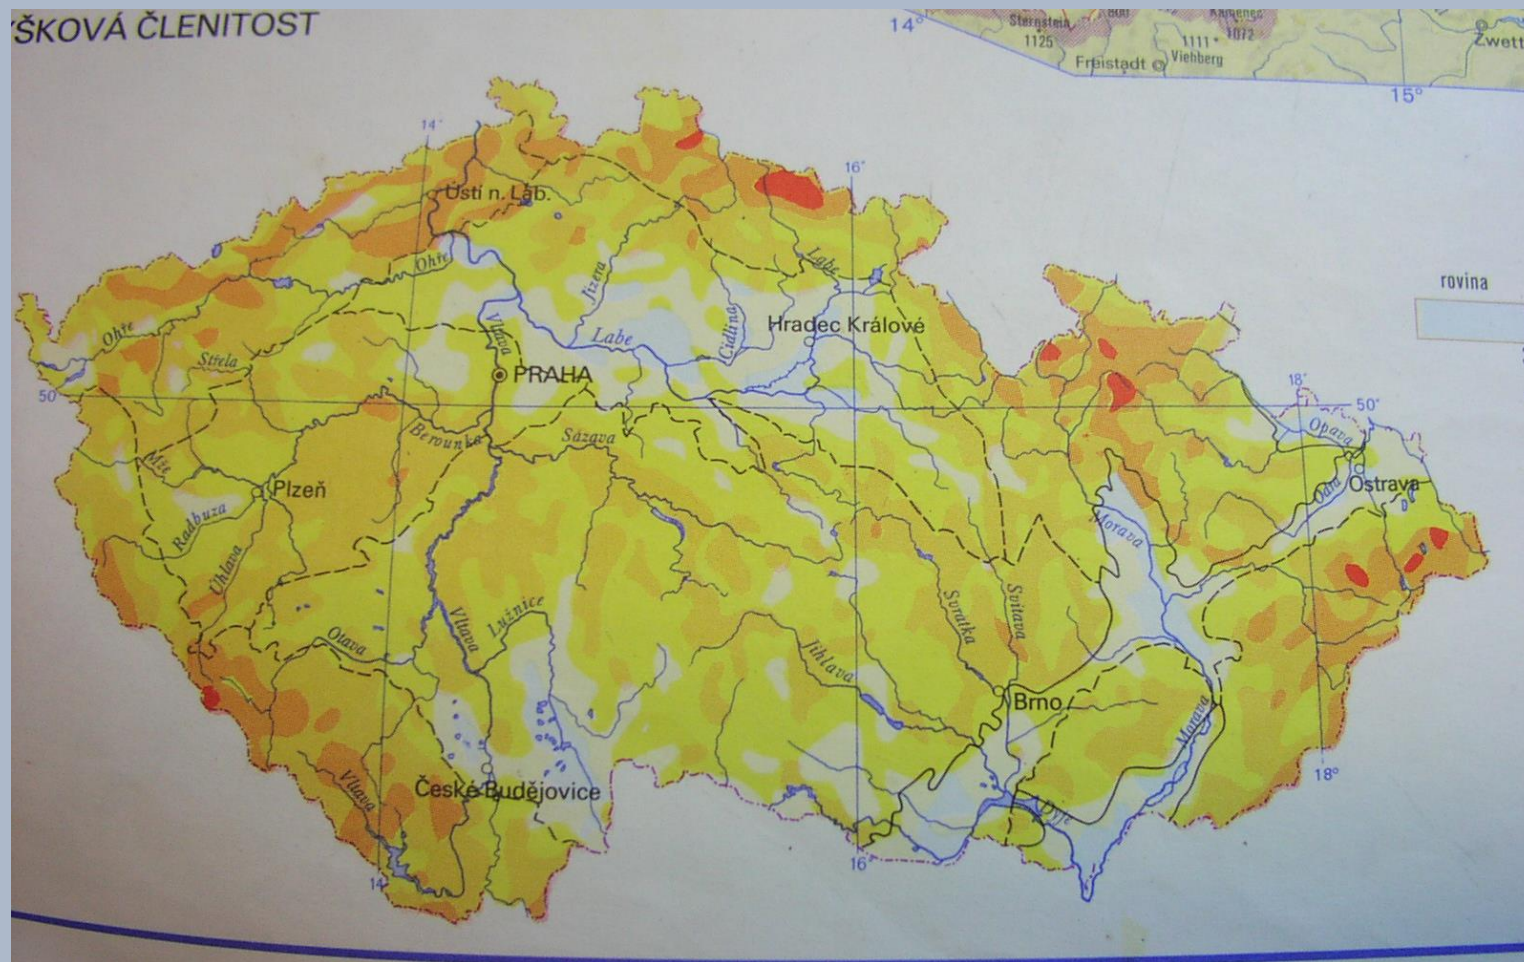 ŠKOVÁ ČLENITOST
14°
Sternstein
1125
800
Kamenec
1072
1111
Viehberg
Freistadt
Zwett
15°
14°
16°
Ústí n. Lab.
Ohře
Labe
Jizera
rovina
Ohře
Vltava
Labe
Cidlina
Hradec Králové
Střela
PRAHA
50°
18°
50°
Berounka
Sázava
Opava
Mže
Plzeň
Odra
Ostrava
Radbuza
Morava
Úhlava
Vltava
Lužnice
Svratka
Svitava
Otava
Jihlava
Brno
Morava
Vltava
České Budějovice
18°
Dyje
14°
16°